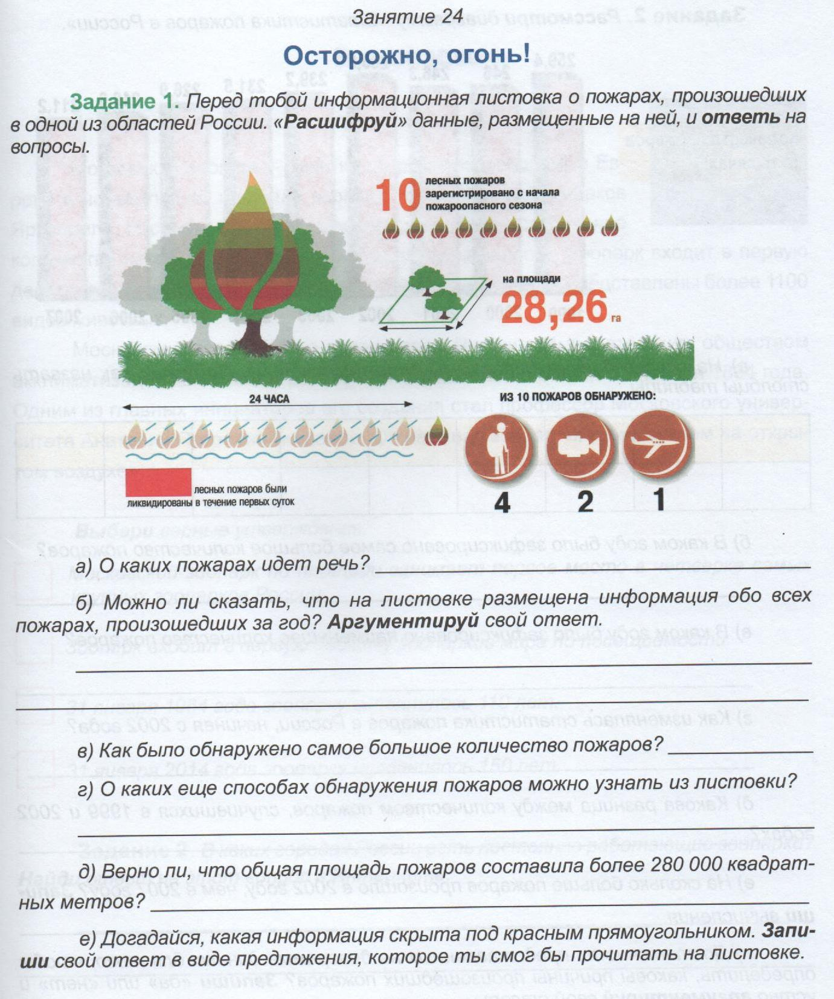 Занятие 24
Осторожно, огонь!
Задание 1. Перед тобой информационная листовка о пожарах, произошедших
в одной из областей России. «Расшифруй» данные, размещенные на ней, и ответь на
вопросы.
10 лесных пожаров
зарегистрировано с начала
пожароопасного сезона
на площади
28,26 га
24 ЧАСА
ИЗ 10 ПОЖАРОВ ОБНАРУЖЕНО:
4 2 1
лесных пожаров были
ликвидированы в течение первых суток
а) О каких пожарах идет речь?
б) Можно ли сказать, что на листовке размещена информация обо всех
пожарах, произошедших за год? Аргументируй свой ответ.
в) Как было обнаружено самое большое количество пожаров?
г) О каких еще способах обнаружения пожаров можно узнать из листовки?
д) Верно ли, что общая площадь пожаров составила более 280 000 квадрат-
ных метров?
е) Догадайся, какая информация скрыта под красным прямоугольником. Запи-
ши свой ответ в виде предложения, которое ты смог бы прочитать на листовке.